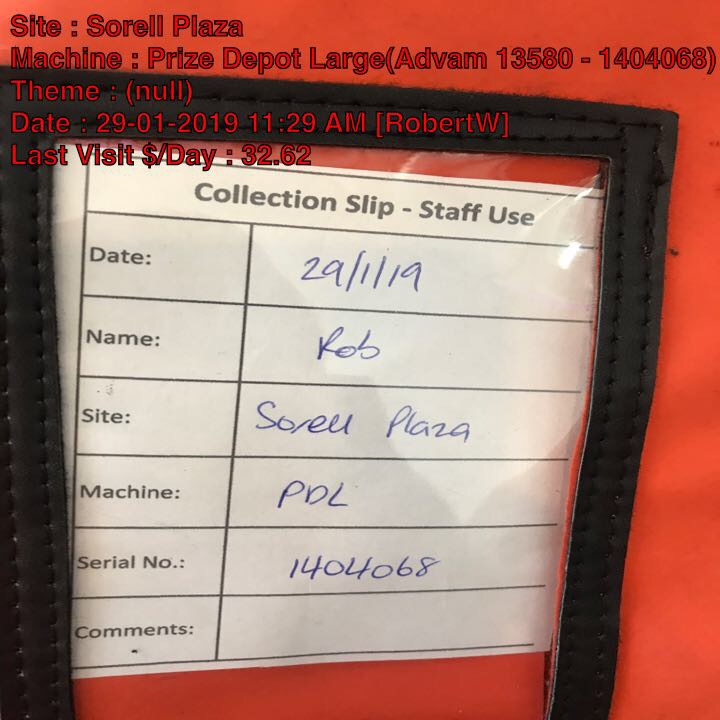 Site : Sorell Plaza
Machine : Prize Depot Large(Advam 13580 - 1404068)
Theme : (null)
Date : 29-01-2019 11:29 AM [RobertW]
Last Visit $/Day : 32.62
Collection Slip - Staff Use
Date: 29/1/19
Name: Rob
Site: Sorell Plaza
Machine: PDL
Serial No.: 1404068
Comments: